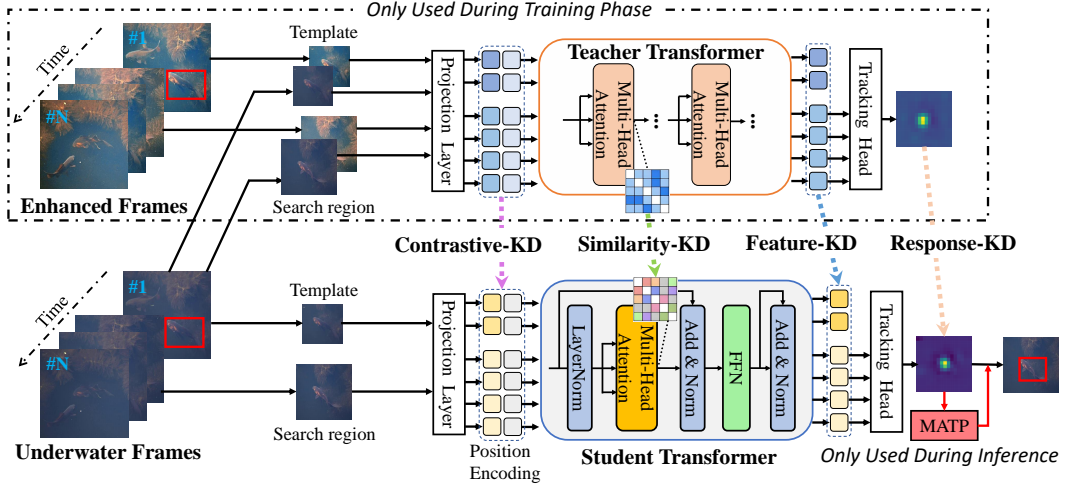 Only Used During Training Phase
Time
#1
#N
Enhanced Frames
Template
Search region
Projection Layer
Teacher Transformer
Multi-Head
Attention
...
Multi-Head
Attention
...
Tracking Head
Contrastive-KD
Similarity-KD
Feature-KD
Response-KD
Time
#1
#N
Underwater Frames
Template
Search region
Projection Layer
Position
Encoding
LayerNorm
Multi-Head
Attention
Add & Norm
FFN
Add & Norm
Student Transformer
Tracking Head
MATP
Only Used During Inference